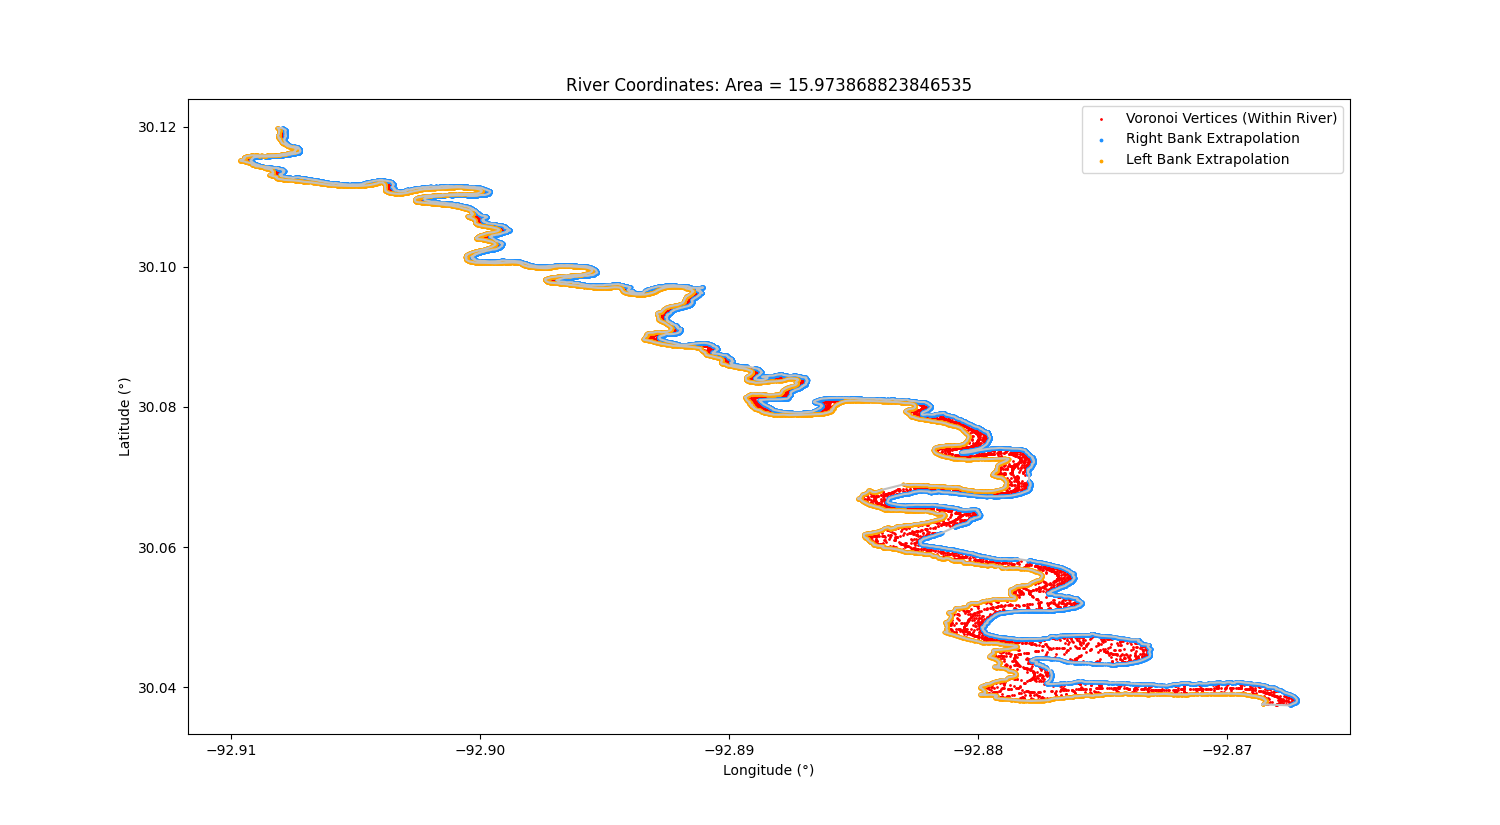 River Coordinates: Area = 15.973868823846535
Voronoi Vertices (Within River)
Right Bank Extrapolation
Left Bank Extrapolation
30.12
30.10
30.08
30.06
30.04
Latitude (°)
−92.91 −92.90 −92.89 −92.88 −92.87
Longitude (°)